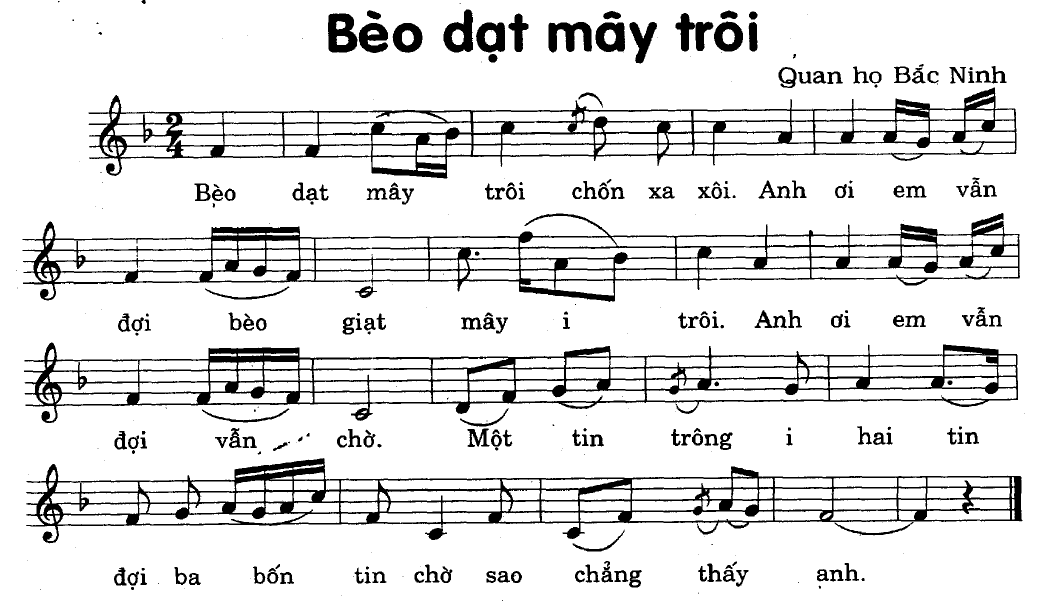 Bèo dạt mây trôi
Quan họ Bắc Ninh
2
4
Bèo dạt mây trôi chốn xa xôi. Anh ơi em vẫn
đợi bèo giạt mây i trôi. Anh ơi em vẫn
đợi vẫn chờ. Một tin trông i hai tin
đợi ba bốn tin chờ sao chẳng thấy anh.